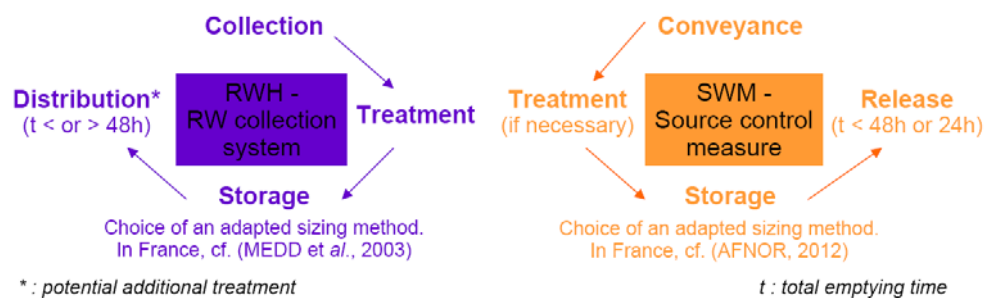 Collection
Distribution*
(t < or > 48h)
RWH -
RW collection
system
Treatment
Storage
Choice of an adapted sizing method.
In France, cf. (MEDD et al., 2003)
* : potential additional treatment
Conveyance
Treatment
(if necessary)
SWM -
Source control
measure
Release
(t < 48h or 24h)
Storage
Choice of an adapted sizing method.
In France, cf. (AFNOR, 2012)
t : total emptying time